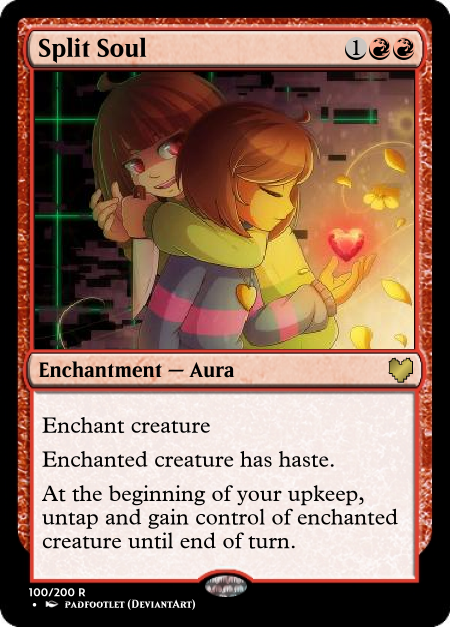 Split Soul
1
Enchantment — Aura
Enchant creature
Enchanted creature has haste.
At the beginning of your upkeep,
untap and gain control of enchanted
creature until end of turn.
100/200 R
• PADFOOTLET (DEVIANTART)